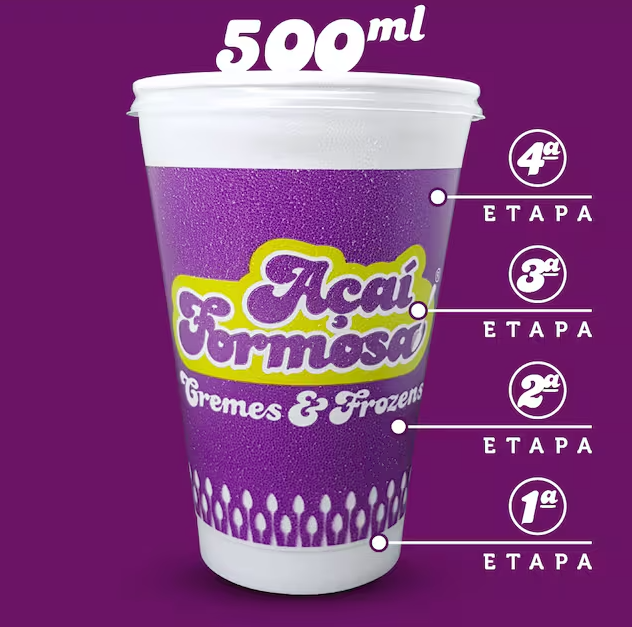 500ml
4ª
ETAPA
3ª
ETAPA
Açaí
Formosa
®
Cremes & Frozens
2ª
ETAPA
1ª
ETAPA